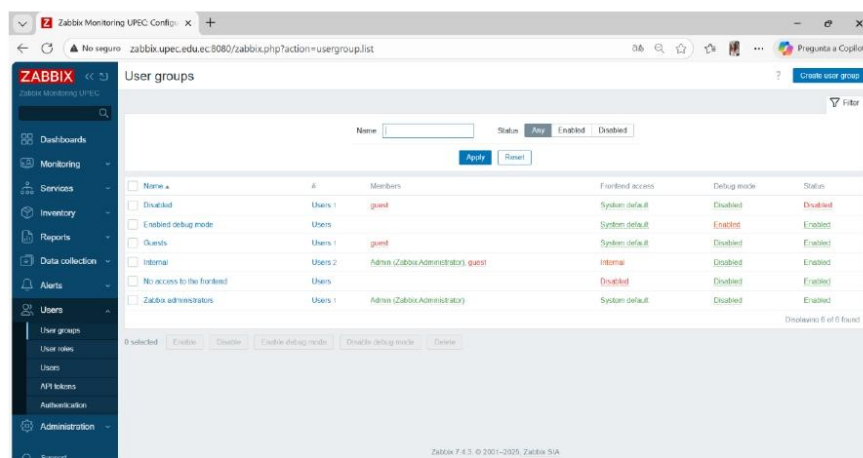 Zabbix Monitoring UPEC: Configu
No seguro zabbix.upec.edu.ec:8080/zabbix.php?action=usergroup.list
Pregunta a Copilot
ZABBIX
Zabbix Monitoring UPEC
User groups
? Create user group
Filter
Name
Status Any Enabled Disabled
Apply Reset
Dashboards
Monitoring
Services
Inventory
Reports
Data collection
Alerts
Users
User groups
User roles
Users
API tokens
Authentication
Administration
Support
Name # Members Frontend access Debug mode Status
Disabled Users 1 guest System default Disabled Disabled
Enabled debug mode Users System default Enabled Enabled
Guests Users 1 guest System default Disabled Enabled
Internal Users 2 Admin (Zabbix Administrator), guest Internal Disabled Enabled
No access to the frontend Users Disabled Disabled Enabled
Zabbix administrators Users 1 Admin (Zabbix Administrator) System default Disabled Enabled
Displaying 6 of 6 found
0 selected Enable Disable Enable debug mode Disable debug mode Delete
Zabbix 7.4.3. © 2001–2025, Zabbix SIA